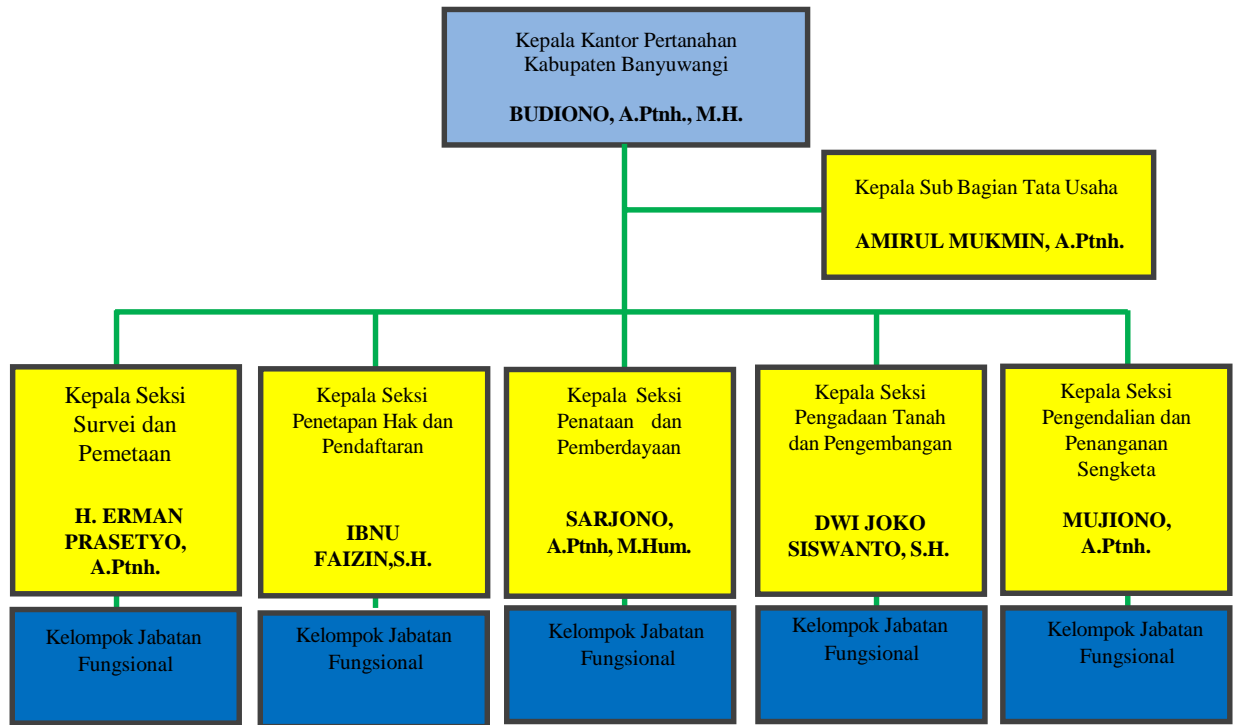 Kepala Kantor Pertanahan
Kabupaten Banyuwangi
BUDIONO, A.Ptnh., M.H.
Kepala Sub Bagian Tata Usaha
AMIRUL MUKMIN, A.Ptnh.
Kepala Seksi
Survei dan
Pemetaan
H. ERMAN
PRASETYO,
A.Ptnh.
Kepala Seksi
Penetapan Hak dan
Pendaftaran
IBNU
FAIZIN,S.H.
Kepala Seksi
Penataan dan
Pemberdayaan
SARJONO,
A.Ptnh, M.Hum.
Kepala Seksi
Pengadaan Tanah
dan Pengembangan
DWI JOKO
SISWANTO, S.H.
Kepala Seksi
Pengendalian dan
Penanganan
Sengketa
MUJIONO,
A.Ptnh.
Kelompok Jabatan
Fungsional
Kelompok Jabatan
Fungsional
Kelompok Jabatan
Fungsional
Kelompok Jabatan
Fungsional
Kelompok Jabatan
Fungsional